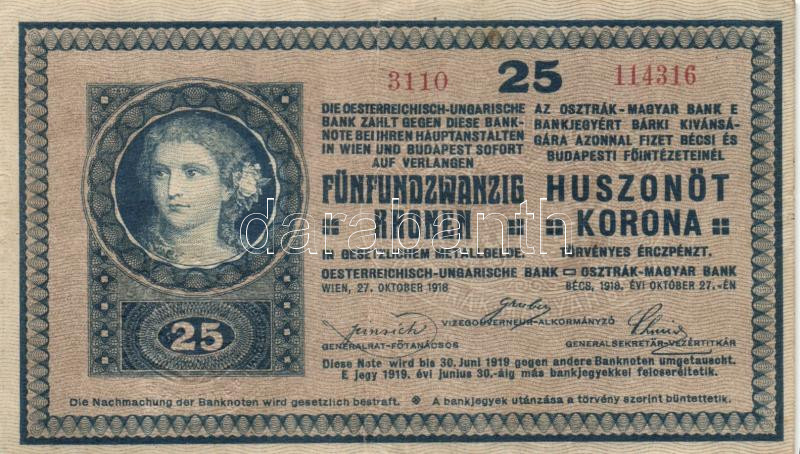 3110 25 114316
DIE OESTERREICHISCH-UNGARISCHE
BANK ZAHLT GEGEN DIESE BANK-
NOTE BEI IHREN HAUPTANSTALTEN
IN WIEN UND BUDAPEST SOFORT
AUF VERLANGEN
FÜNFUNDZWANZIG
KRONEN
IN GESETZLICHEM METALLGELDE.
OESTERREICHISCH-UNGARISCHE BANK
WIEN, 27. OKTOBER 1918
AZ OSZTRÁK-MAGYAR BANK E
BANKJEGYÉRT BÁRKI KIVÁNSÁ-
GÁRA AZONNAL FIZET BÉCSI ÉS
BUDAPESTI FŐINTÉZETEINÉL
HUSZONÖT
KORONA
TÖRVÉNYES ÉRCZPÉNZT.
OSZTRÁK-MAGYAR BANK
BÉCS, 1918. ÉVI OKTÓBER 27.-ÉN
darabanth
25
VIZEGOUVERNEUR-ALKORMÁNYZÓ
GENERALRAT-FŐTANÁCSOS
GENERALSEKRETÄR-VEZÉRTITKÁR
Diese Note wird bis 30. Juni 1919 gegen andere Banknoten umgetauscht.
E jegy 1919. évi junius 30.-áig más bankjegyekkel felcseréltetik.
Die Nachmachung der Banknoten wird gesetzlich bestraft. A bankjegyek utánzása a törvény szerint büntettetik.